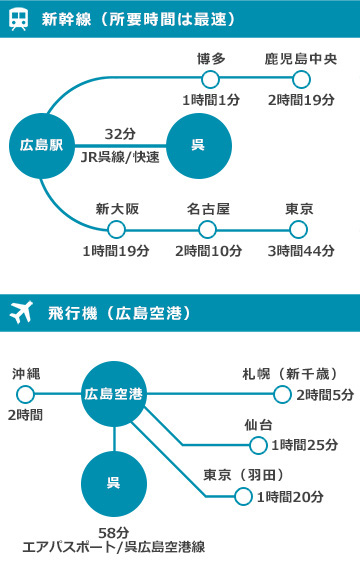 新幹線（所要時間は最速）
博多
鹿児島中央
1時間1分
2時間19分
広島駅
32分
JR呉線/快速
呉
新大阪
名古屋
東京
1時間19分
2時間10分
3時間44分
飛行機（広島空港）
沖縄
2時間
広島空港
札幌（新千歳）
2時間5分
仙台
1時間25分
東京（羽田）
1時間20分
呉
58分
エアパスポート/呉広島空港線